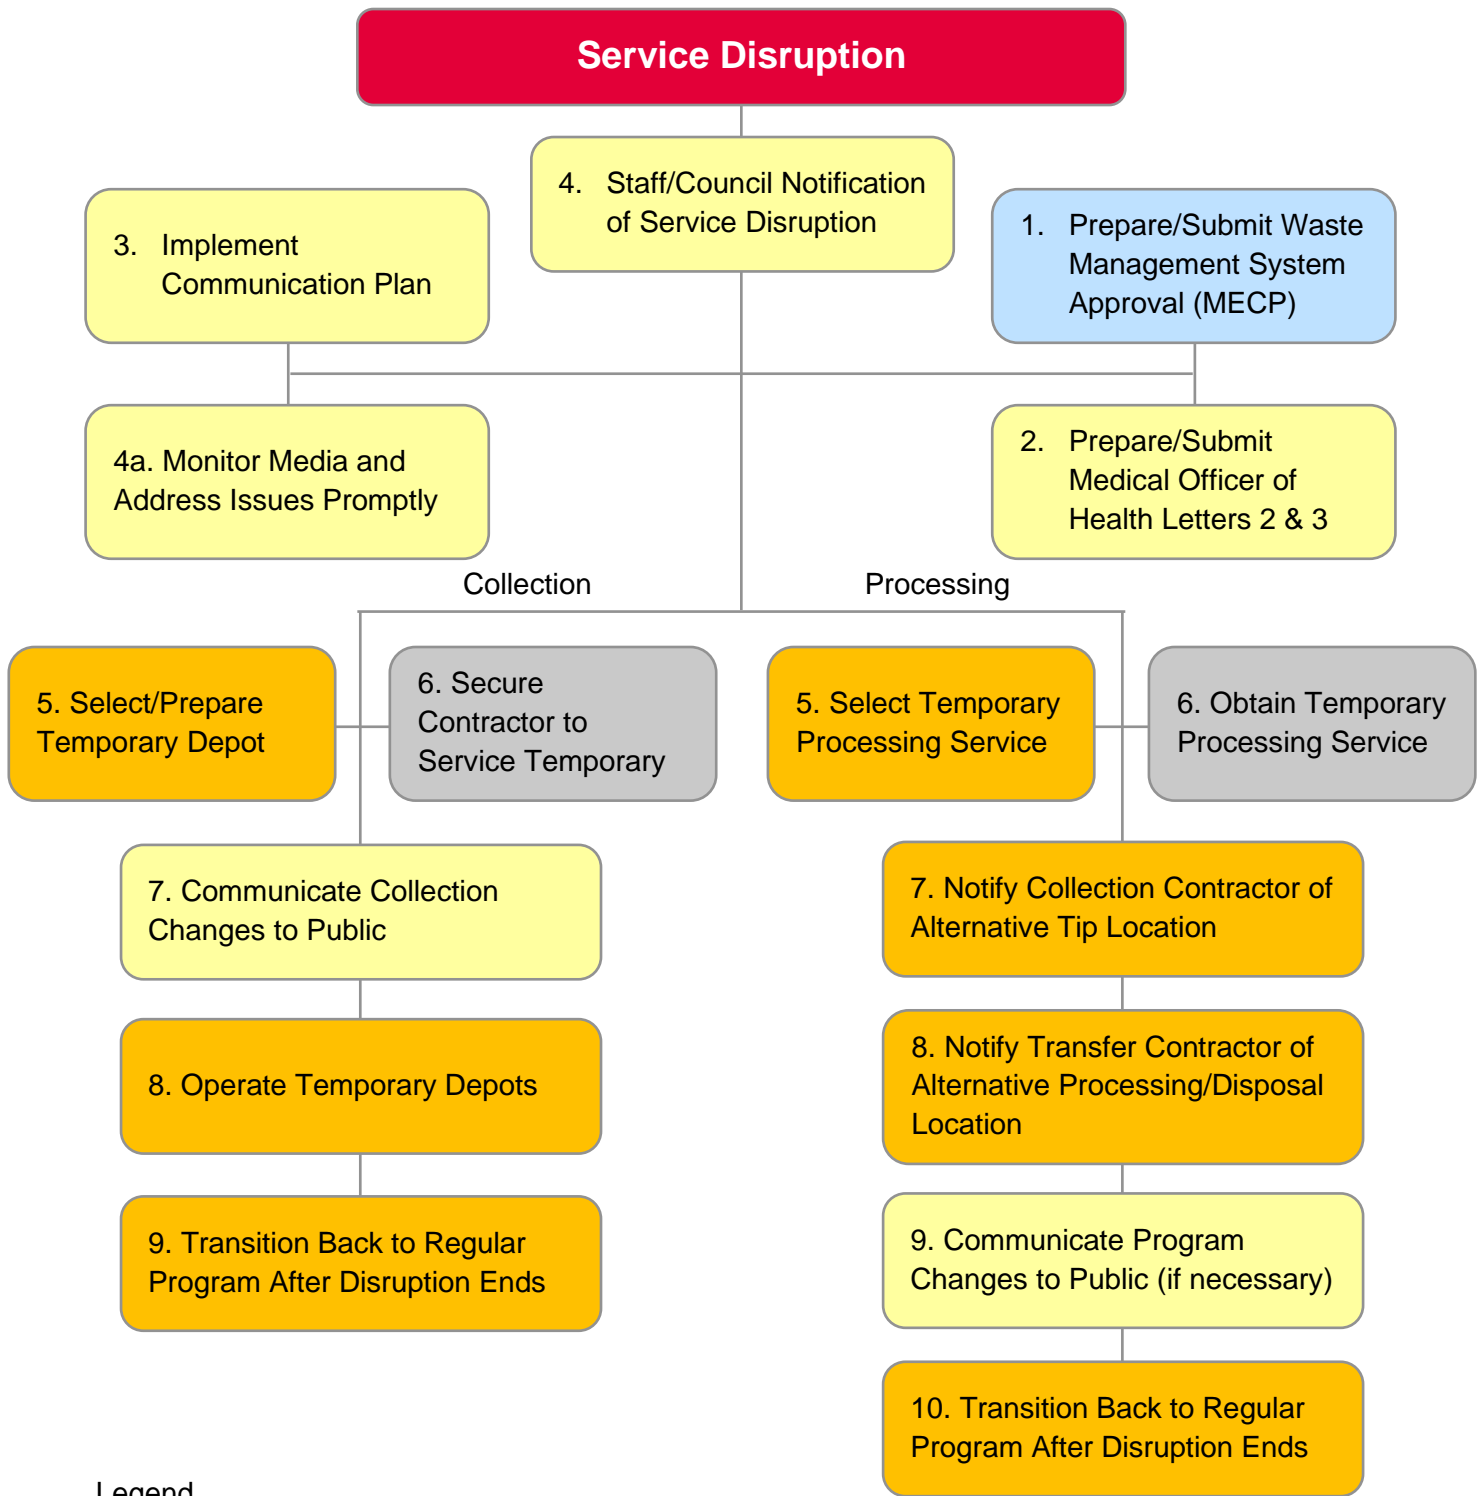 Service Disruption
4. Staff/Council Notification
of Service Disruption
3. Implement
Communication Plan
1. Prepare/Submit Waste
Management System
Approval (MECP)
4a. Monitor Media and
Address Issues Promptly
2. Prepare/Submit
Medical Officer of
Health Letters 2 & 3
Collection
Processing
5. Select/Prepare
Temporary Depot
6. Secure
Contractor to
Service Temporary
5. Select Temporary
Processing Service
6. Obtain Temporary
Processing Service
7. Communicate Collection
Changes to Public
8. Operate Temporary Depots
9. Transition Back to Regular
Program After Disruption Ends
7. Notify Collection Contractor of
Alternative Tip Location
8. Notify Transfer Contractor of
Alternative Processing/Disposal
Location
9. Communicate Program
Changes to Public (if necessary)
10. Transition Back to Regular
Program After Disruption Ends
Legend